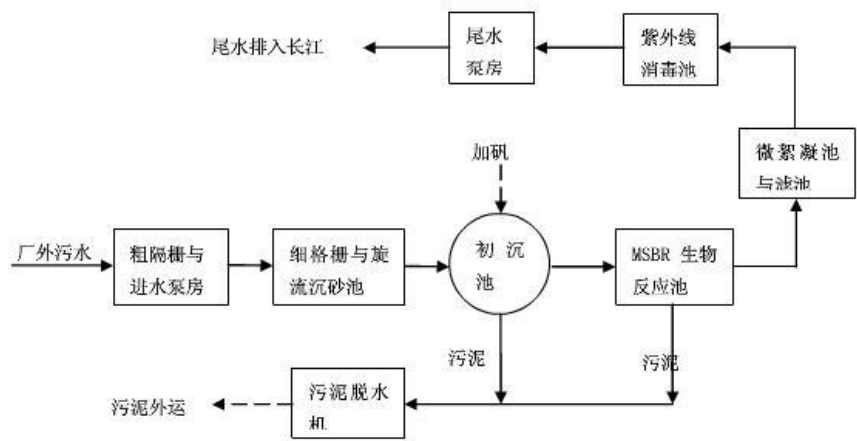 尾水排入长江
尾水
泵房
紫外线
消毒池
微絮凝池
与滤池
加矾
厂外污水
粗隔栅与
进水泵房
细格栅与旋
流沉砂池
初沉
池
MSBR 生物
反应池
污泥
污泥
污泥外运
污泥脱水
机